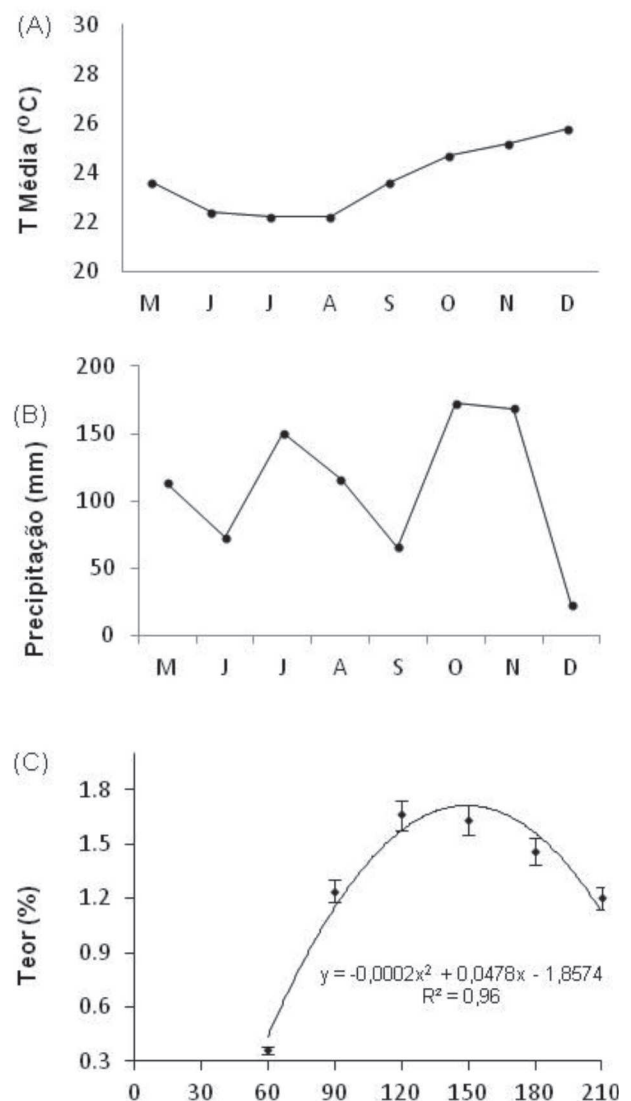 (A)
T Média (ºC)
30
28
26
24
22
20
M J J A S O N D
(B)
Precipitação (mm)
200
150
100
50
0
M J J A S O N D
(C)
Teor (%)
1.8
1.5
1.2
0.9
0.6
0.3
y = -0,0002x² + 0,0478x - 1,8574
R² = 0,96
0 30 60 90 120 150 180 210